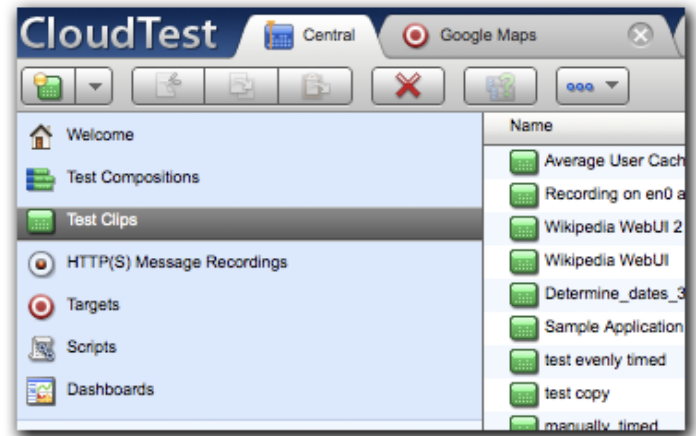 CloudTest Central Google Maps
Welcome
Test Compositions
Test Clips
HTTP(S) Message Recordings
Targets
Scripts
Dashboards
Name
Average User Cach
Recording on en0 a
Wikipedia WebUI 2
Wikipedia WebUI
Determine_dates_3
Sample Application
test evenly timed
test copy
manually_timed